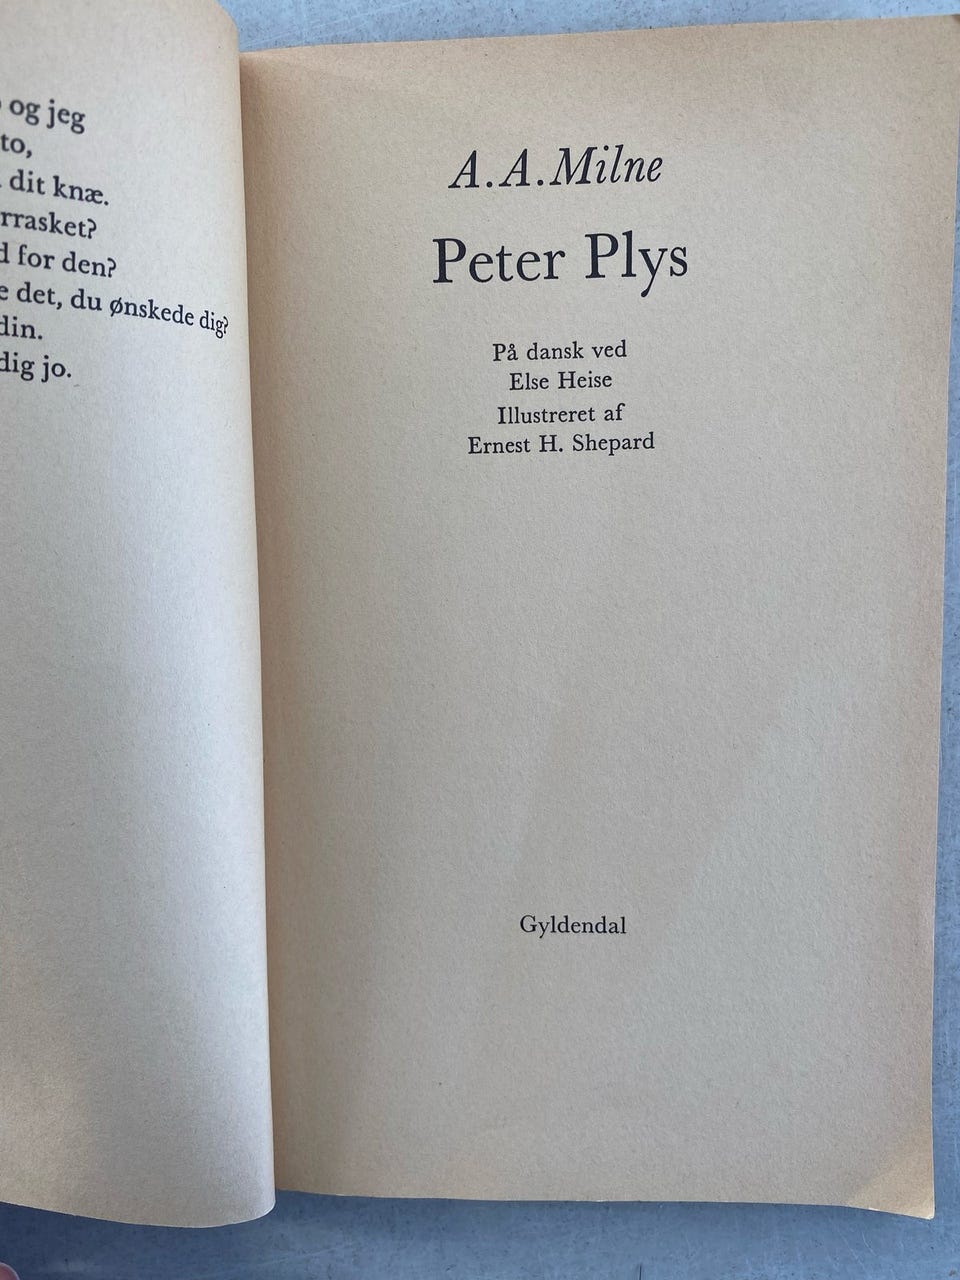 og jeg
to,
dit knæ.
rrasket?
for den?
det, du ønskede dig?
din.
dig jo.
A. A. Milne
Peter Plys
På dansk ved
Else Heise
Illustreret af
Ernest H. Shepard
Gyldendal